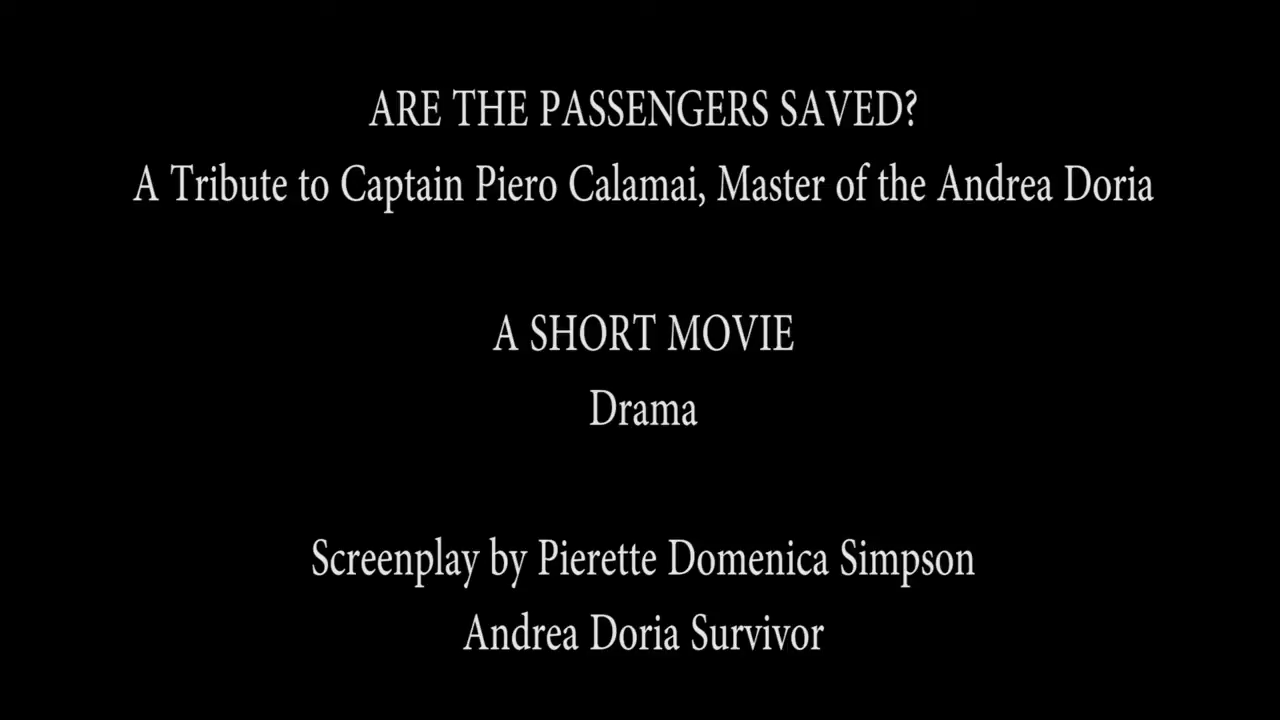 ARE THE PASSENGERS SAVED?
A Tribute to Captain Piero Calamai, Master of the Andrea Doria
A SHORT MOVIE
Drama
Screenplay by Pierette Domenica Simpson
Andrea Doria Survivor